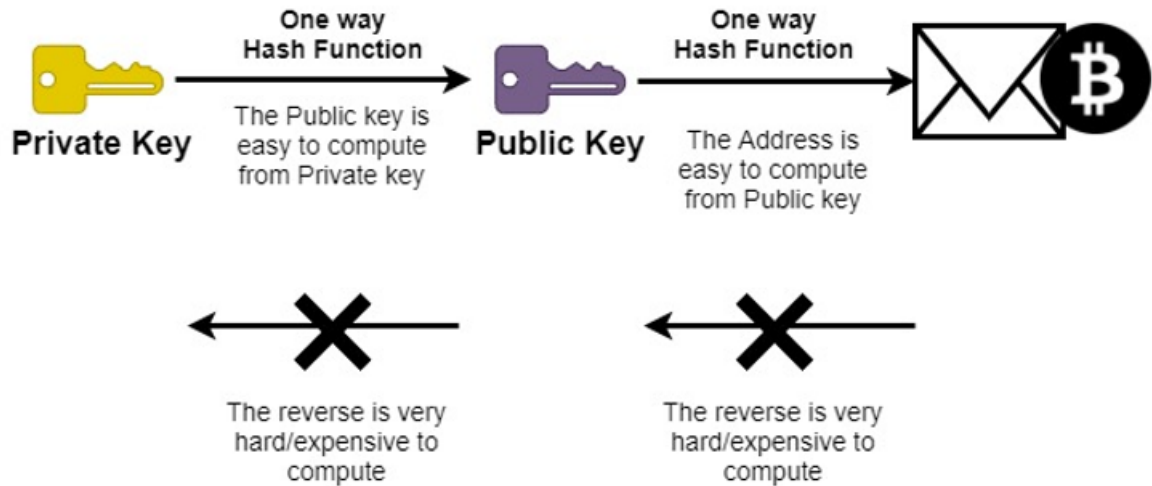 One way
Hash Function
One way
Hash Function
Private Key
The Public key is
easy to compute
from Private key
Public Key
The Address is
easy to compute
from Public key
The reverse is very
hard/expensive to
compute
The reverse is very
hard/expensive to
compute